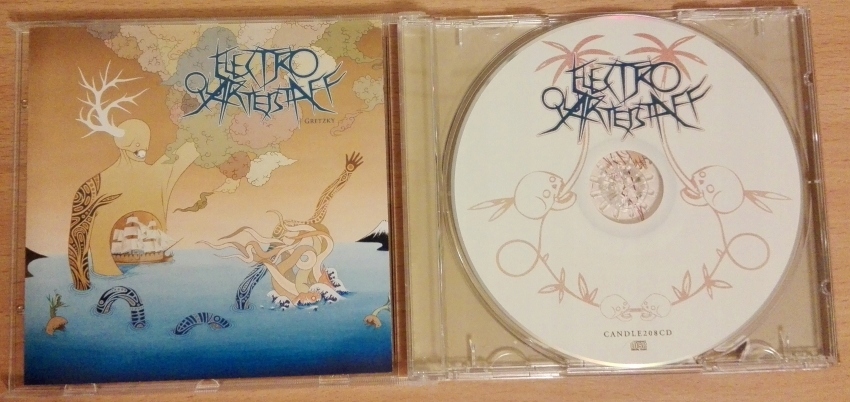 ELECTRO
QUARTERSTAFF
GRETZKY
ELECTRO
QUARTERSTAFF
CANDLE208CD